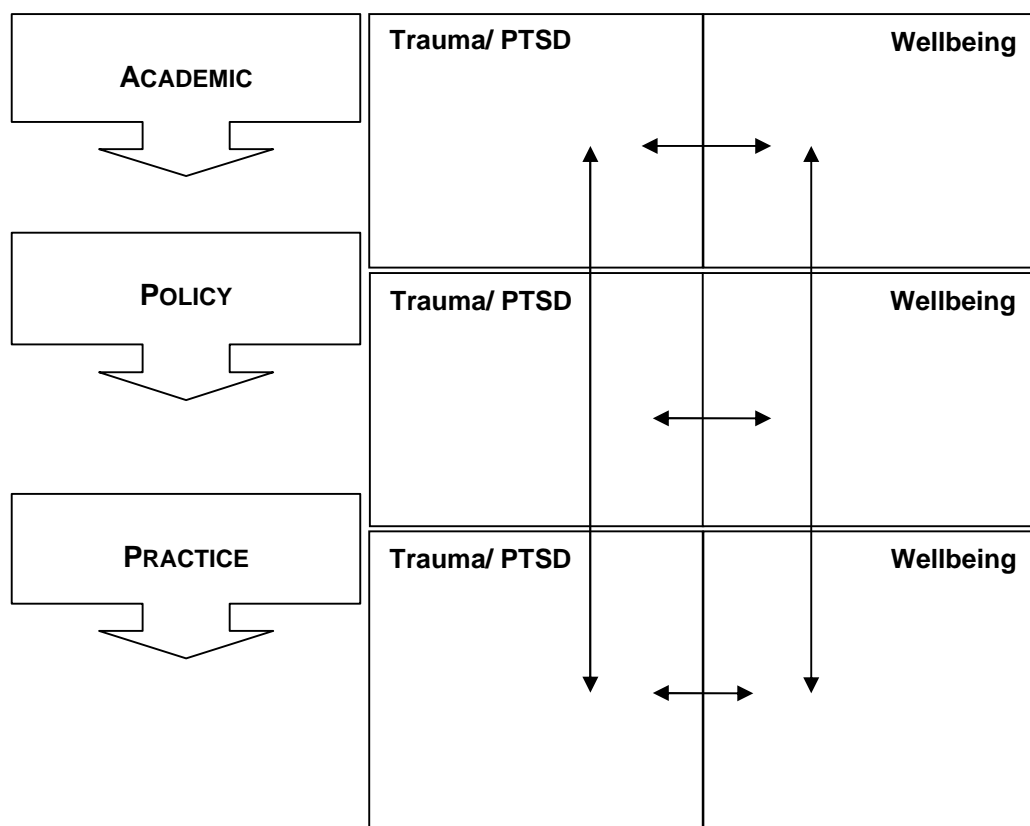 ACADEMIC
Trauma/ PTSD
Wellbeing
POLICY
Trauma/ PTSD
Wellbeing
PRACTICE
Trauma/ PTSD
Wellbeing